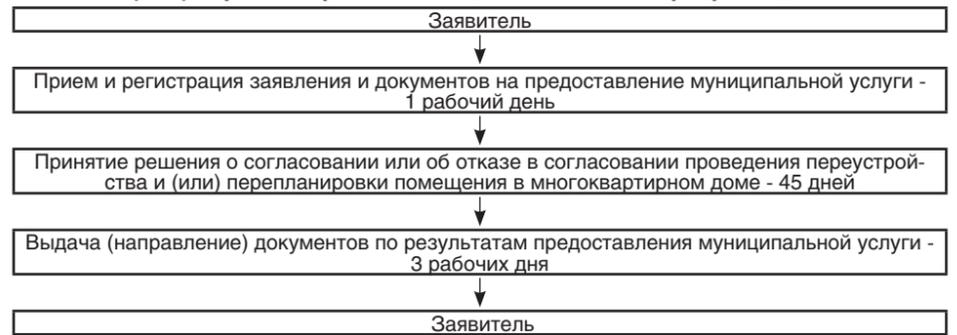 Заявитель
Прием и регистрация заявления и документов на предоставление муниципальной услуги -
1 рабочий день
Принятие решения о согласовании или об отказе в согласовании проведения переустрой-
ства и (или) перепланировки помещения в многоквартирном доме - 45 дней
Выдача (направление) документов по результатам предоставления муниципальной услуги -
3 рабочих дня
Заявитель